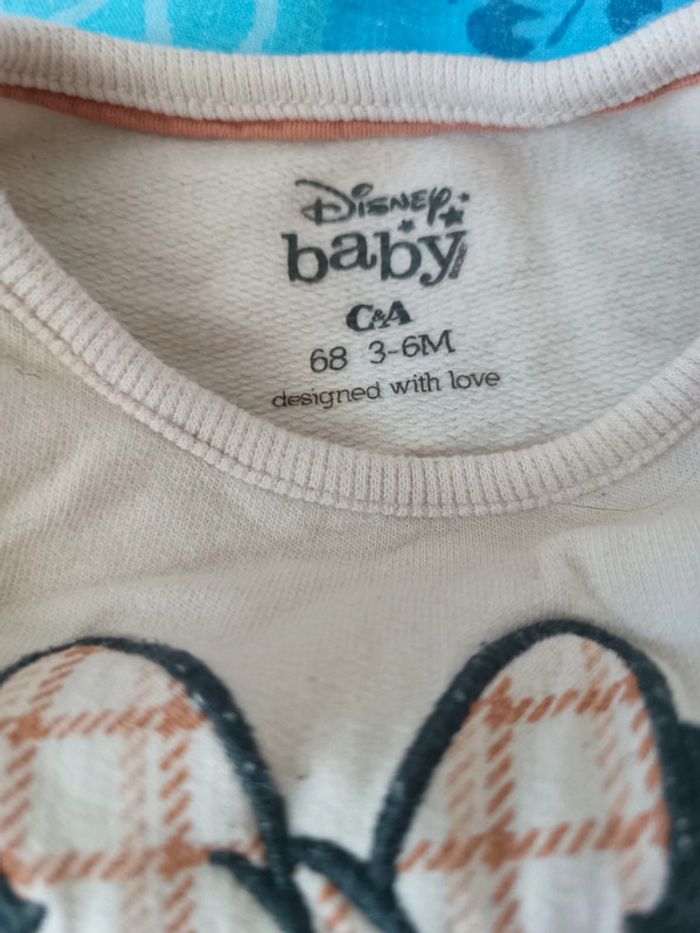 Disney
baby
C&A
68 3-6M
designed with love